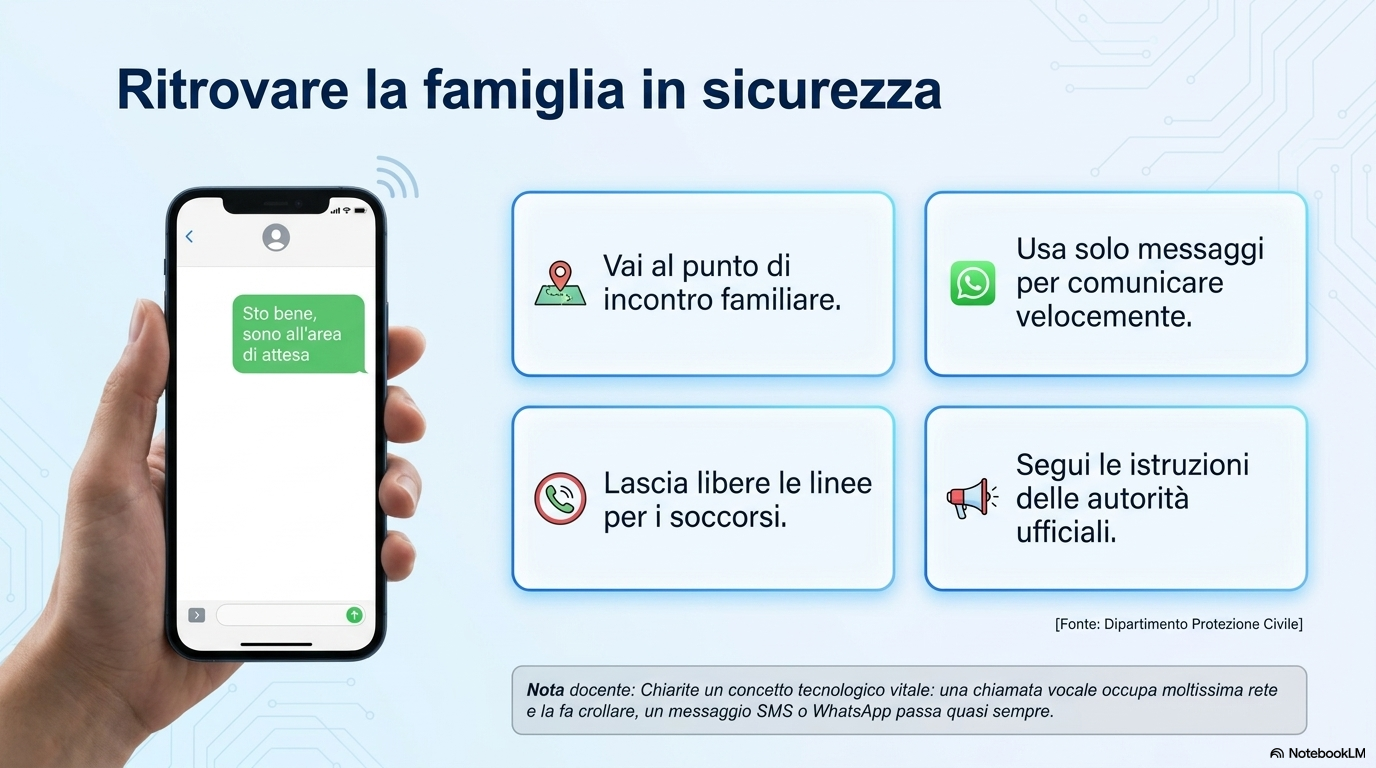 Ritrovare la famiglia in sicurezza
Sto bene,
sono all'area
di attesa
Vai al punto di
incontro familiare.
Usa solo messaggi
per comunicare
velocemente.
Lascia libere le linee
per i soccorsi.
Segui le istruzioni
delle autorità
ufficiali.
[Fonte: Dipartimento Protezione Civile]
Nota docente: Chiarite un concetto tecnologico vitale: una chiamata vocale occupa moltissima rete
e la fa crollare, un messaggio SMS o WhatsApp passa quasi sempre.
NotebookLM